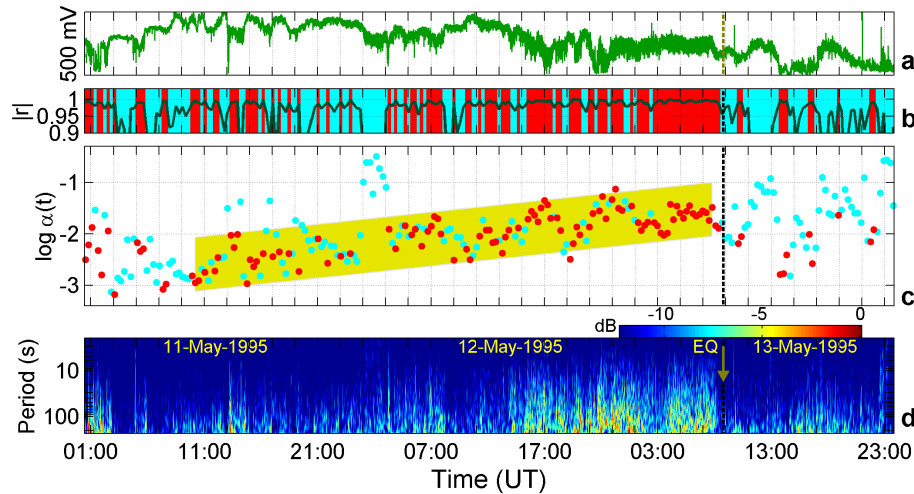 500 mV
a
|r|
1
0.95
0.9
b
log α(t)
-1
-2
-3
c
dB
-10
-5
0
Period (s)
10
100
11-May-1995
12-May-1995
EQ
13-May-1995
d
01:00
11:00
21:00
07:00
17:00
03:00
13:00
23:00
Time (UT)